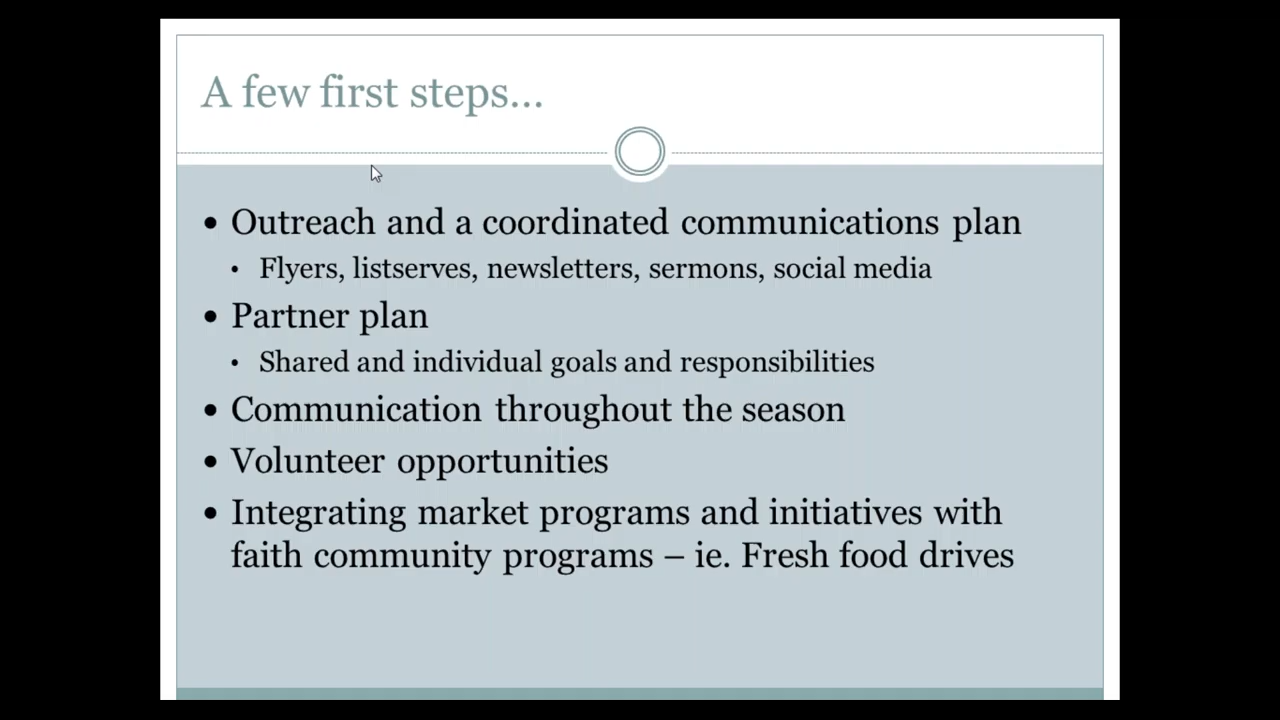 A few first steps...
• Outreach and a coordinated communications plan
• Flyers, listserves, newsletters, sermons, social media
• Partner plan
• Shared and individual goals and responsibilities
• Communication throughout the season
• Volunteer opportunities
• Integrating market programs and initiatives with
faith community programs – ie. Fresh food drives